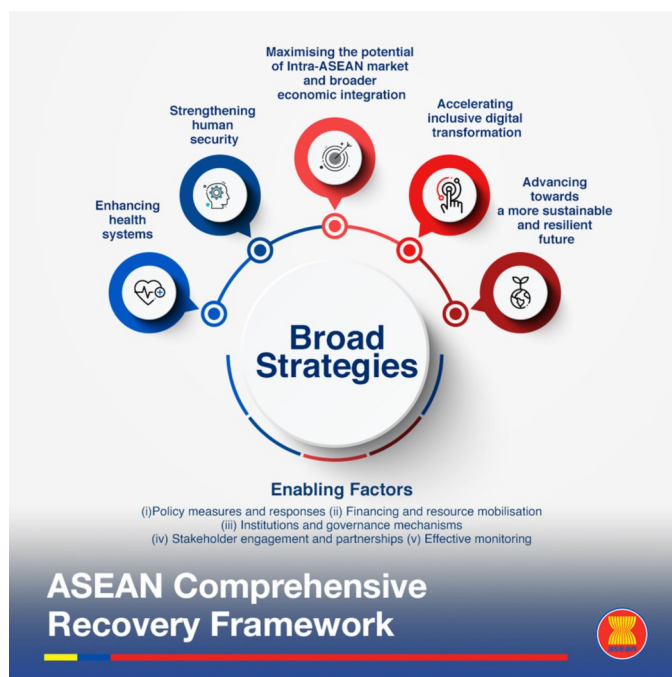 Maximising the potential
of Intra-ASEAN market
and broader
economic integration
Strengthening
human
security
Accelerating
inclusive digital
transformation
Enhancing
health
systems
Advancing
towards
a more sustainable
and resilient
future
Broad
Strategies
Enabling Factors
(i)Policy measures and responses (ii) Financing and resource mobilisation
(iii) Institutions and governance mechanisms
(iv) Stakeholder engagement and partnerships (v) Effective monitoring
ASEAN Comprehensive
Recovery Framework
asean